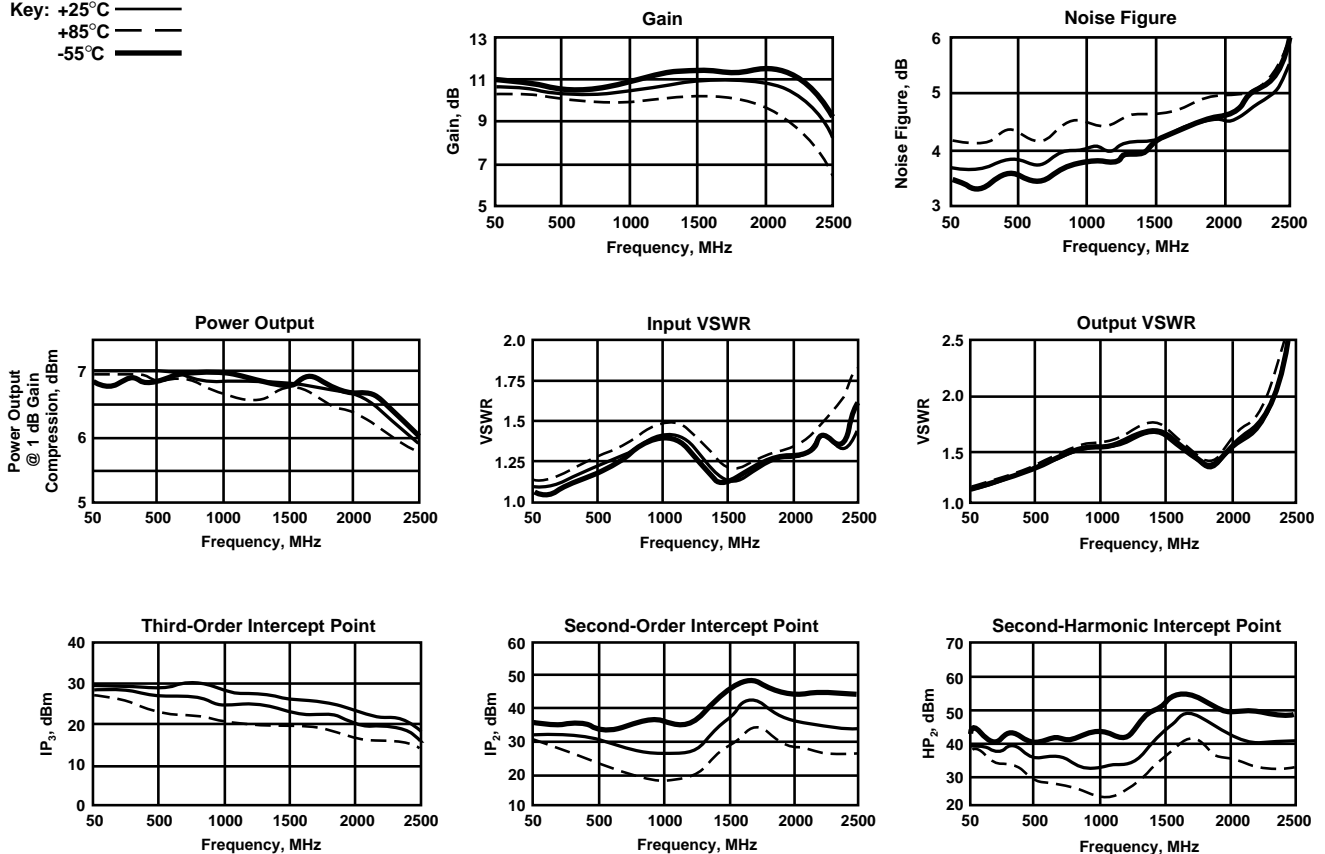 Key: +25°C
+85°C
-55°C
Gain
Gain, dB
13
11
9
7
5
50 500 1000 1500 2000 2500
Frequency, MHz
Noise Figure
Noise Figure, dB
6
5
4
3
50 500 1000 1500 2000 2500
Frequency, MHz
Power Output
Power Output
@ 1 dB Gain
Compression, dBm
7
6
5
50 500 1000 1500 2000 2500
Frequency, MHz
Input VSWR
VSWR
2.0
1.75
1.5
1.25
1.0
50 500 1000 1500 2000 2500
Frequency, MHz
Output VSWR
VSWR
2.5
2.0
1.5
1.0
50 500 1000 1500 2000 2500
Frequency, MHz
Third-Order Intercept Point
IP3, dBm
40
30
20
10
0
50 500 1000 1500 2000 2500
Frequency, MHz
Second-Order Intercept Point
IP2, dBm
60
50
40
30
20
10
50 500 1000 1500 2000 2500
Frequency, MHz
Second-Harmonic Intercept Point
HP2, dBm
70
60
50
40
30
20
50 500 1000 1500 2000 2500
Frequency, MHz